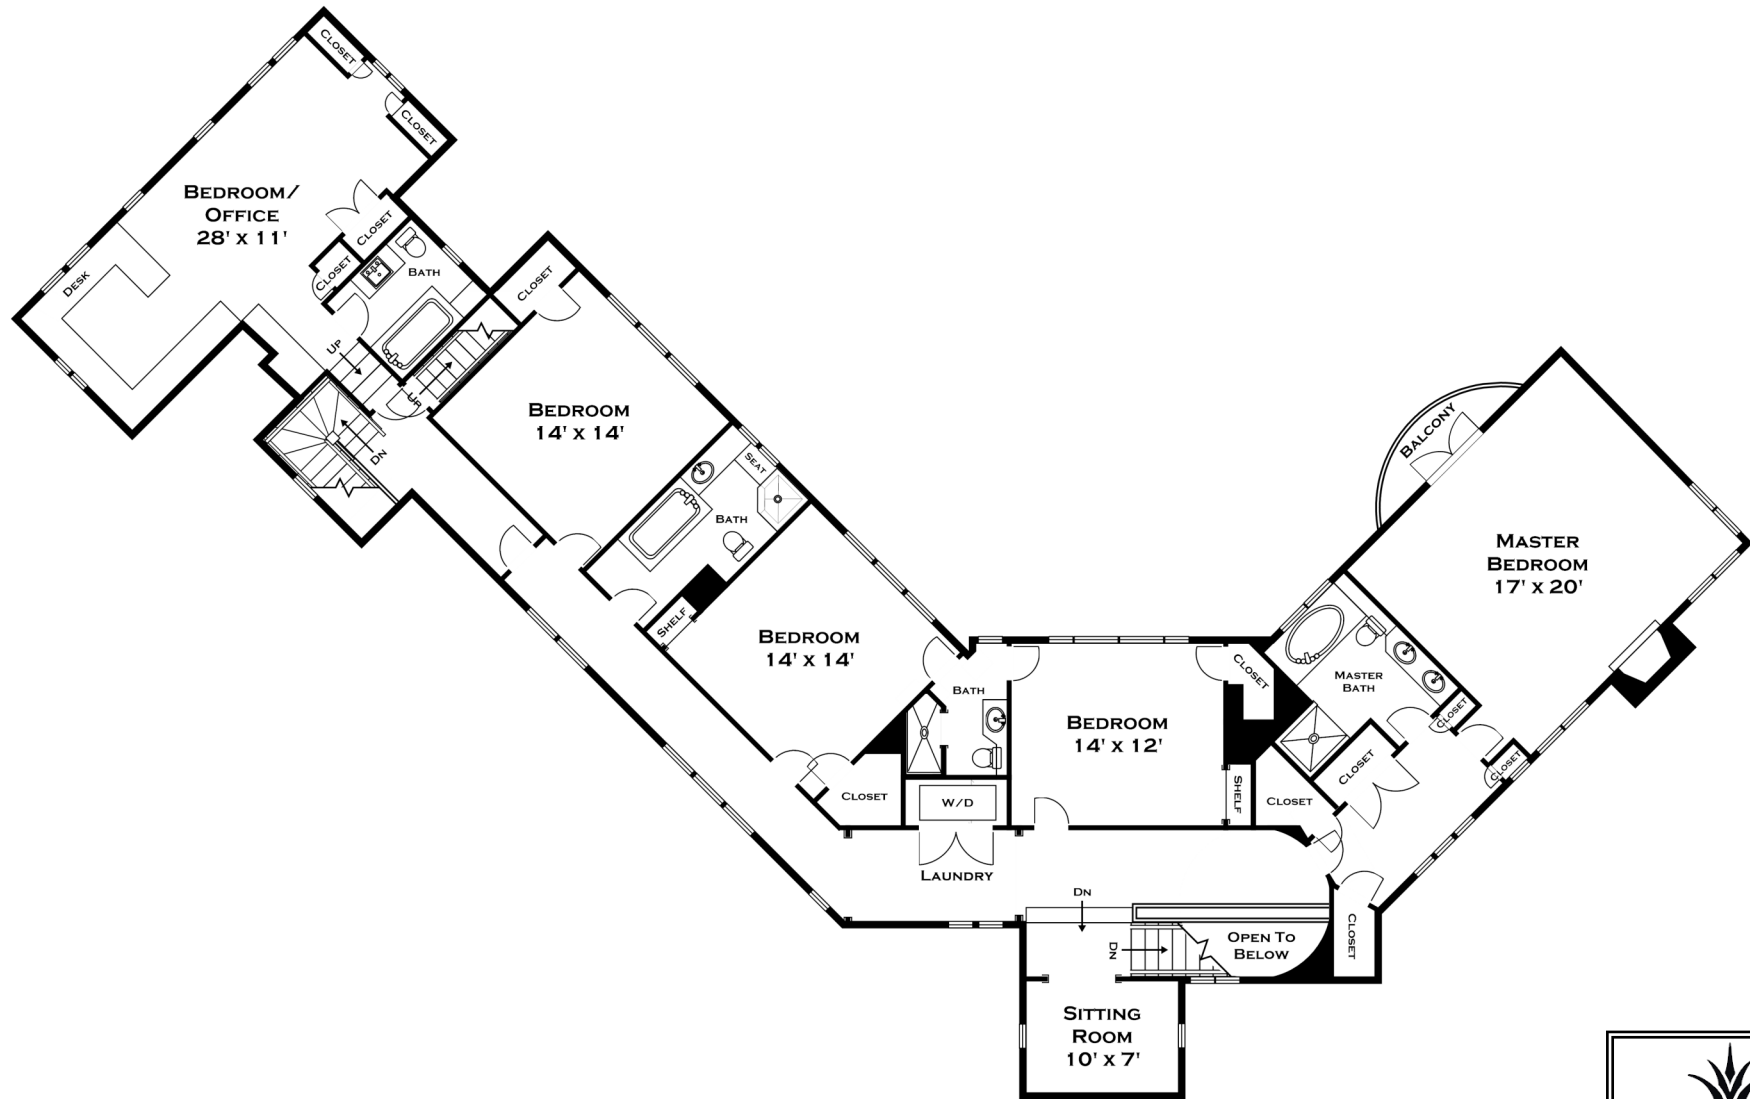 Closet
Closet
Bedroom/
Office
28' x 11'
Closet
Closet
Desk
Bath
Closet
Up
Up
Dn
Bedroom
14' x 14'
Seat
Bath
Shelf
Bedroom
14' x 14'
Bath
Closet
W/D
Laundry
Bedroom
14' x 12'
Closet
Shelf
Closet
Balcony
Master
Bedroom
17' x 20'
Master
Bath
Closet
Closet
Closet
Dn
Dn
Open To
Below
Closet
Sitting
Room
10' x 7'